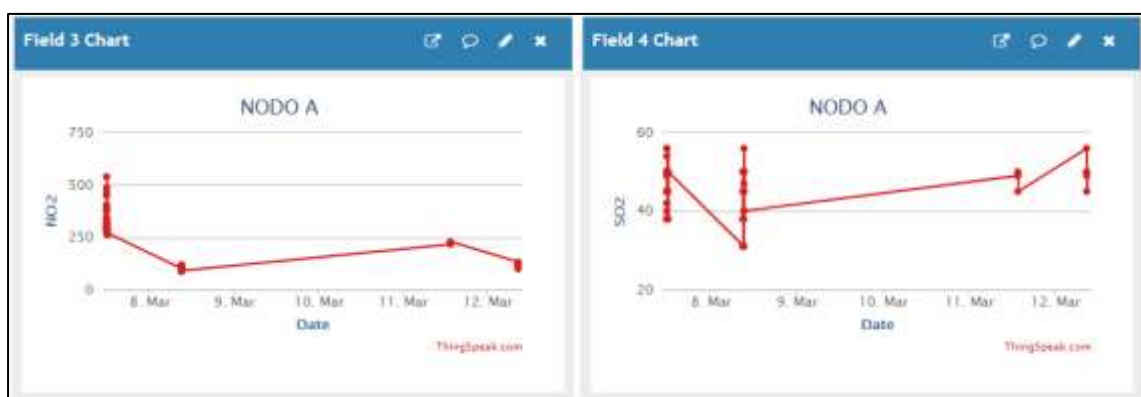 Field 3 Chart
NODO A
750
500
250
0
NO2
8. Mar
9. Mar
10. Mar
11. Mar
12. Mar
Date
ThingSpeak.com
Field 4 Chart
NODO A
60
40
20
SO2
8. Mar
9. Mar
10. Mar
11. Mar
12. Mar
Date
ThingSpeak.com